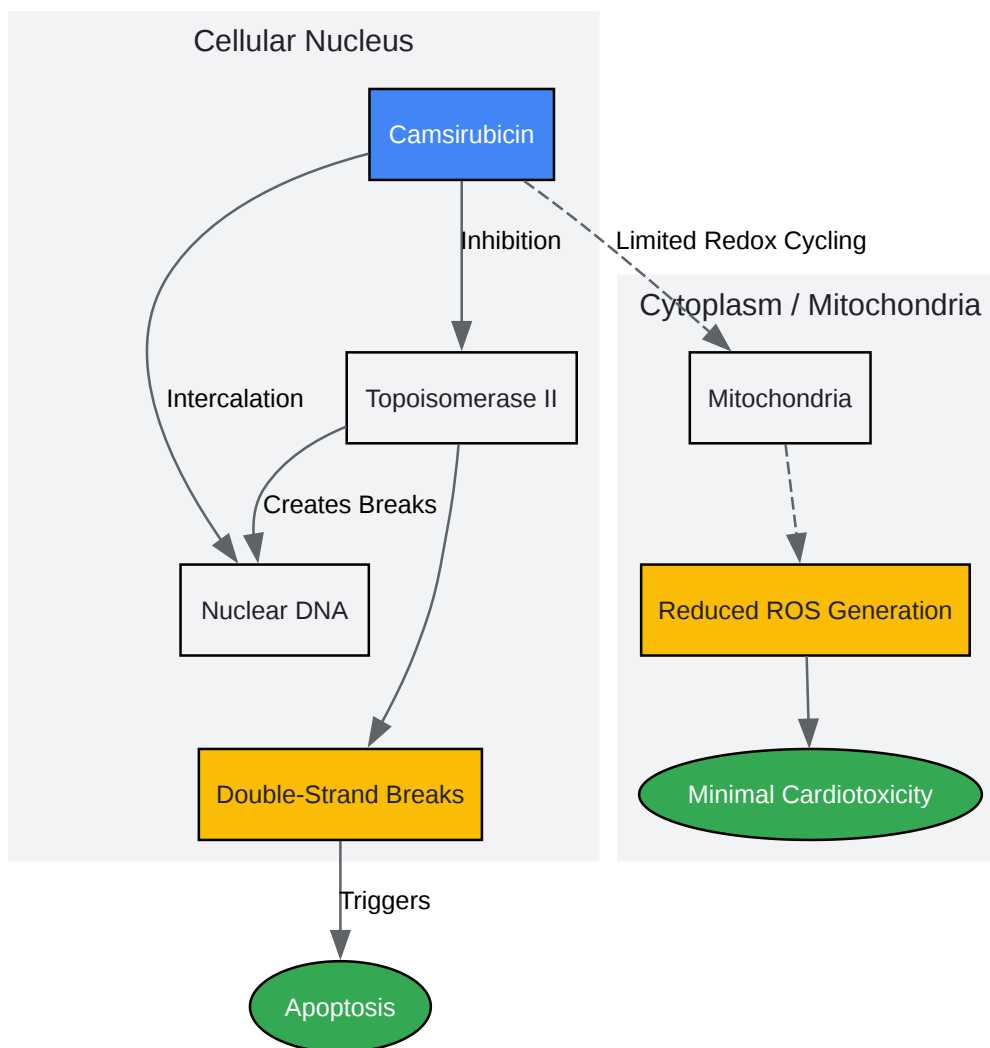 Cellular Nucleus
Camsirubicin
Inhibition
Limited Redox Cycling
Cytoplasm / Mitochondria
Intercalation
Topoisomerase II
Mitochondria
Creates Breaks
Nuclear DNA
Reduced ROS Generation
Double-Strand Breaks
Minimal Cardiotoxicity
Triggers
Apoptosis